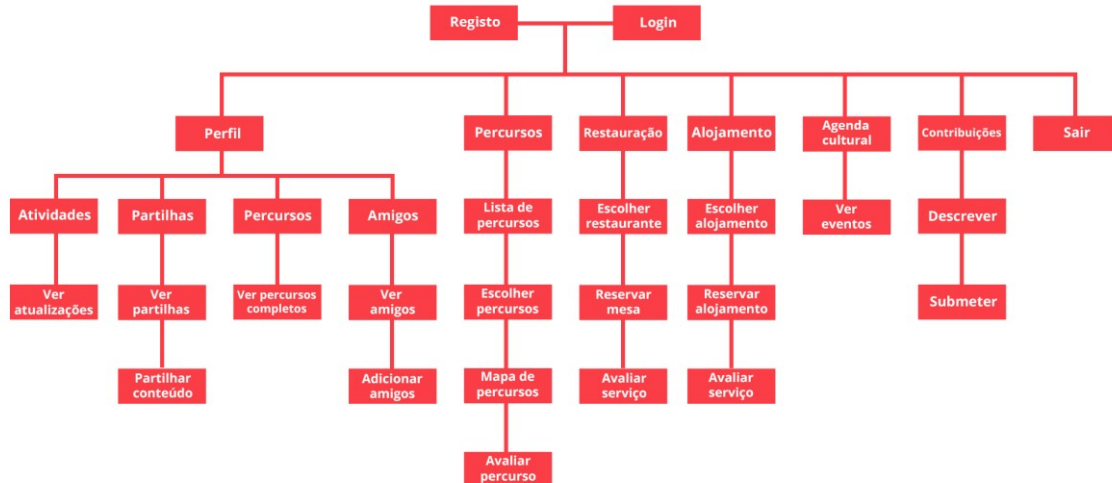 Registo
Login
Perfil
Percursos
Restauração
Alojamento
Agenda
cultural
Contribuições
Sair
Atividades
Partilhas
Percursos
Amigos
Lista de
percursos
Escolher
restaurante
Escolher
alojamento
Ver
eventos
Descrever
Ver
atualizações
Ver
partilhas
Ver percursos
completos
Ver
amigos
Escolher
percursos
Reservar
mesa
Reservar
alojamento
Submeter
Partilhar
conteúdo
Adicionar
amigos
Mapa de
percursos
Avaliar
serviço
Avaliar
serviço
Avaliar
percurso